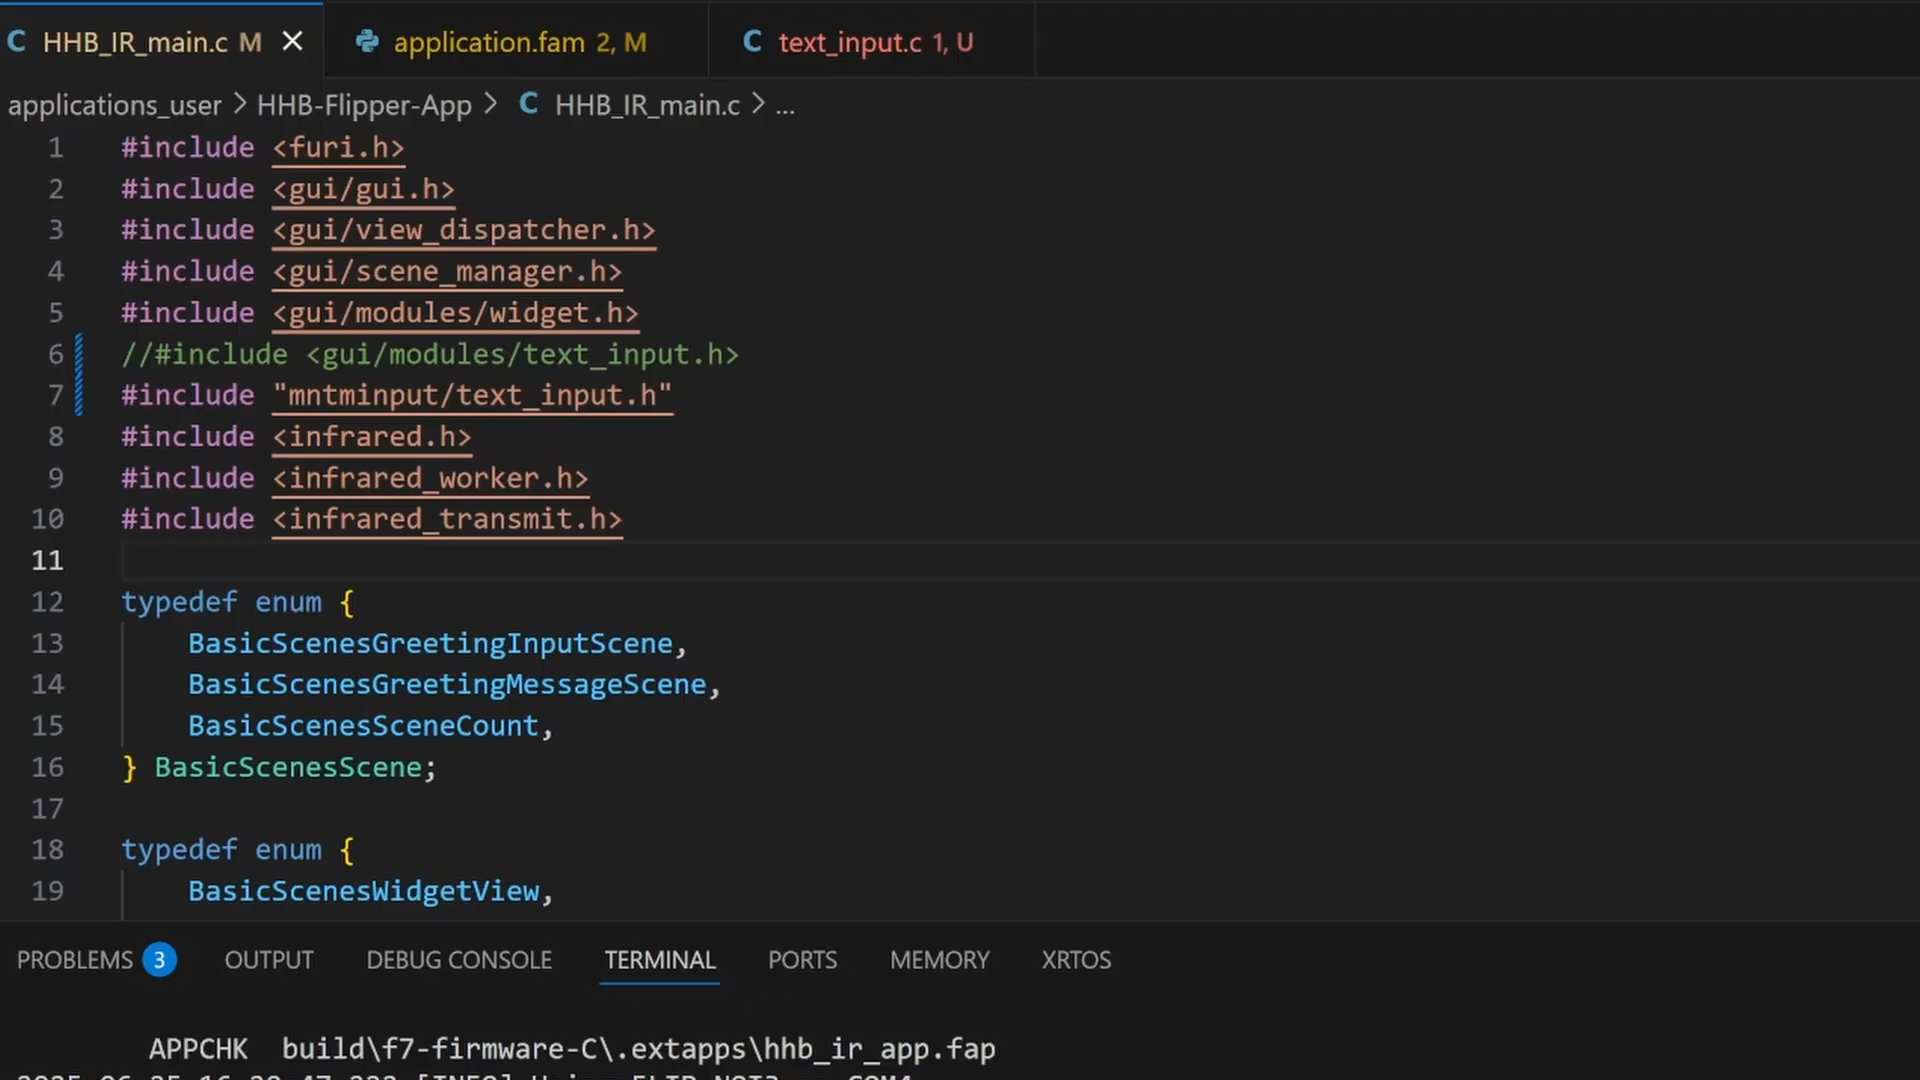 HHB_IR_main.c M
application.fam 2, M
text_input.c 1, U
applications_user > HHB-Flipper-App > C HHB_IR_main.c > ...
1 #include <furi.h>
2 #include <gui/gui.h>
3 #include <gui/view_dispatcher.h>
4 #include <gui/scene_manager.h>
5 #include <gui/modules/widget.h>
6 //#include <gui/modules/text_input.h>
7 #include "mntminput/text_input.h"
8 #include <infrared.h>
9 #include <infrared_worker.h>
10 #include <infrared_transmit.h>
11
12 typedef enum {
13 BasicScenesGreetingInputScene,
14 BasicScenesGreetingMessageScene,
15 BasicScenesSceneCount,
16 } BasicScenesScene;
17
18 typedef enum {
19 BasicScenesWidgetView,
PROBLEMS 3 OUTPUT DEBUG CONSOLE TERMINAL PORTS MEMORY XRTOS
APPCHK build\f7-firmware-C\.extapps\hhb_ir_app.fap